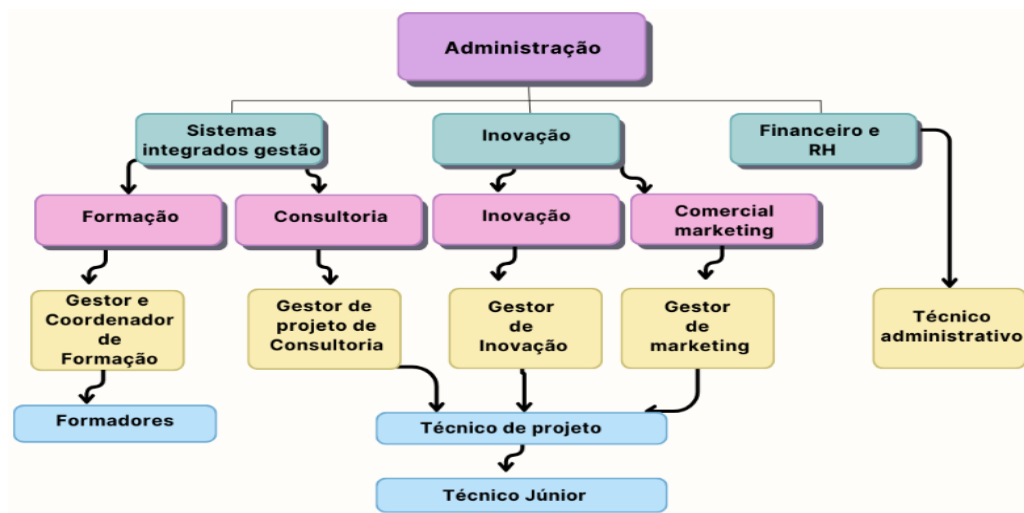 Administração
Sistemas
integrados gestão
Inovação
Financeiro e
RH
Formação
Consultoria
Inovação
Comercial
marketing
Gestor e
Coordenador
de
Formação
Gestor de
projeto de
Consultoria
Gestor
de
Inovação
Gestor
de
marketing
Técnico
administrativo
Formadores
Técnico de projeto
Técnico Júnior